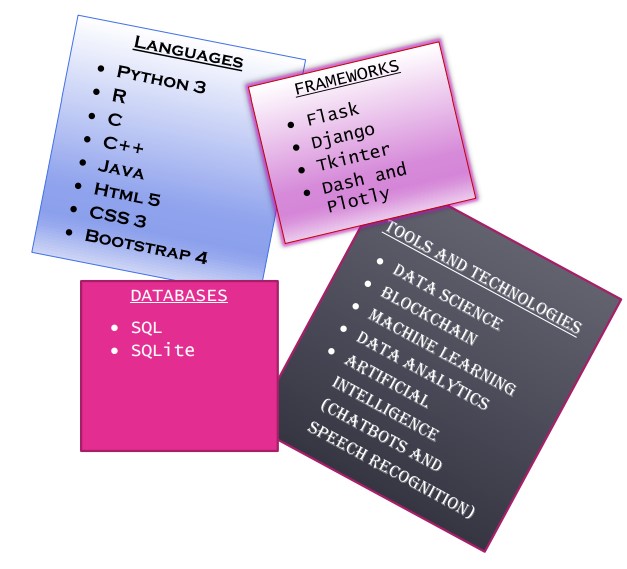 LANGUAGES
• PYTHON 3
• R
• C
• C++
• JAVA
• HTML 5
• CSS 3
• BOOTSTRAP 4
FRAMEWORKS
• Flask
• Django
• Tkinter
• Dash and
Plotly
DATABASES
• SQL
• SQLite
TOOLS AND TECHNOLOGIES
• DATA SCIENCE
• BLOCKCHAIN
• MACHINE LEARNING
• DATA ANALYTICS
• ARTIFICIAL
INTELLIGENCE
(CHATBOTS AND
SPEECH RECOGNITION)